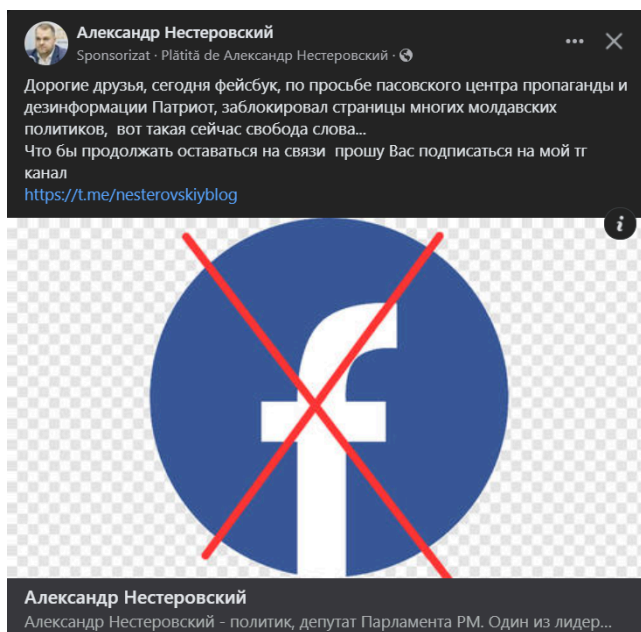 Александр Нестеровский
Sponsorizat · Plătită de Александр Нестеровский ·
Дорогие друзья, сегодня фейсбук, по просьбе пасовского центра пропаганды и
дезинформации Патриот, заблокировал страницы многих молдавских
политиков, вот такая сейчас свобода слова...
Что бы продолжать оставаться на связи прошу Вас подписаться на мой тг
канал
https://t.me/nesterovskiyblog
f
Александр Нестеровский
Александр Нестеровский - политик, депутат Парламента РМ. Один из лидер...